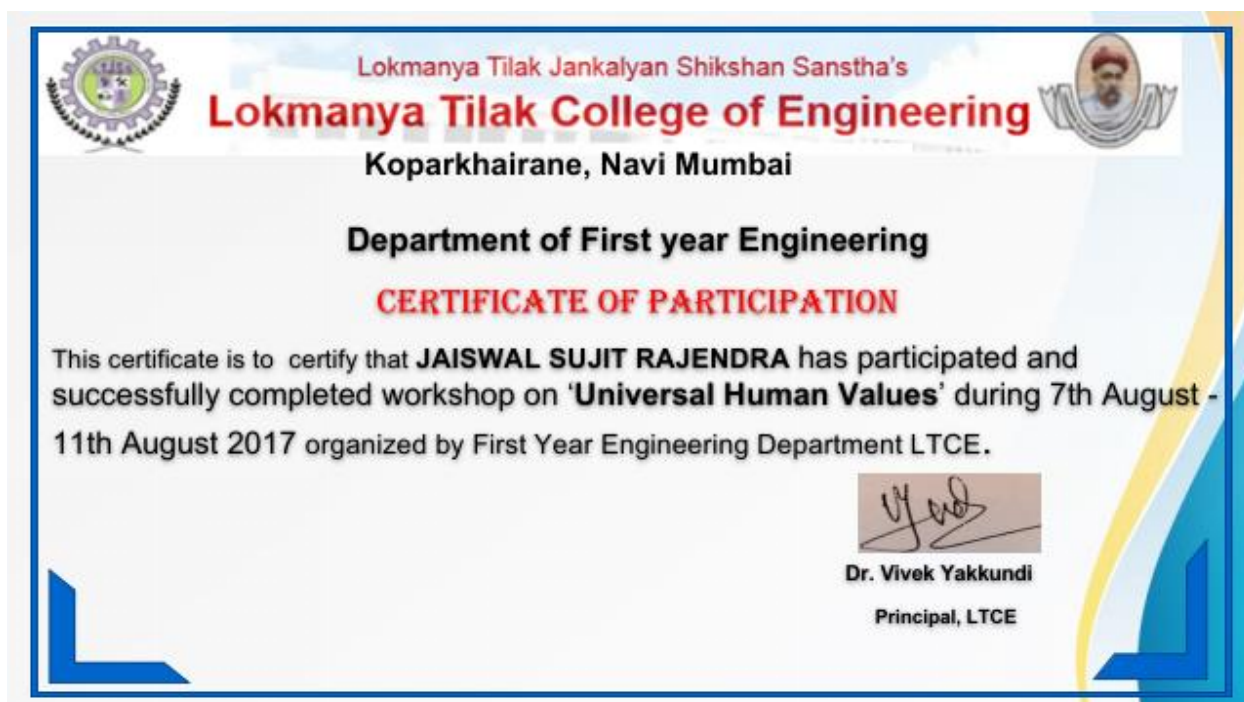 Lokmanya Tilak Jankalyan Shikshan Sanstha's
Lokmanya Tilak College of Engineering
Koparkhairane, Navi Mumbai
Department of First year Engineering
CERTIFICATE OF PARTICIPATION
This certificate is to certify that JAISWAL SUJIT RAJENDRA has participated and
successfully completed workshop on ‘Universal Human Values’ during 7th August -
11th August 2017 organized by First Year Engineering Department LTCE.
Dr. Vivek Yakkundi
Principal, LTCE